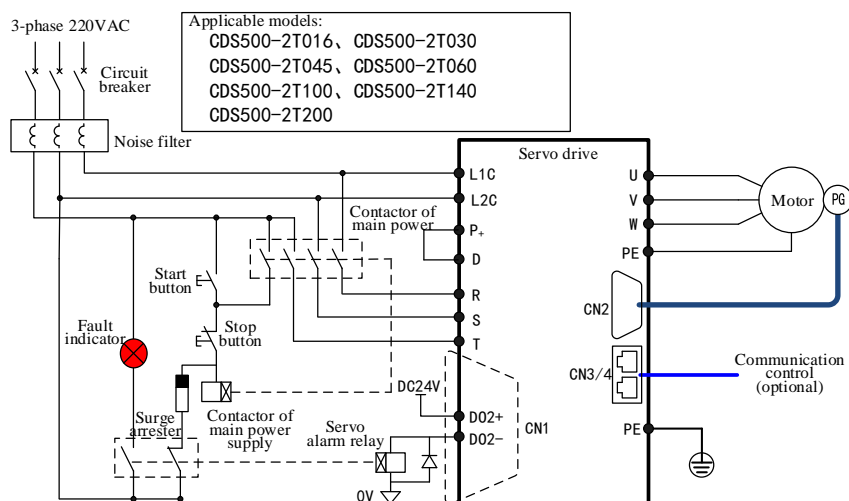 3-phase 220VAC
Applicable models:
CDS500-2T016、CDS500-2T030
CDS500-2T045、CDS500-2T060
CDS500-2T100、CDS500-2T140
CDS500-2T200
Circuit
breaker
Noise filter
Servo drive
L1C
L2C
P+
D
R
S
T
U
V
W
PE
Motor
PG
Contactor of
main power
Start
button
Stop
button
Fault
indicator
CN2
CN3/4
Communication
control
(optional)
DC24V
CN1
DO2+
DO2-
PE
Surge
arrester
Contactor of
main power
supply
Servo
alarm relay
0V